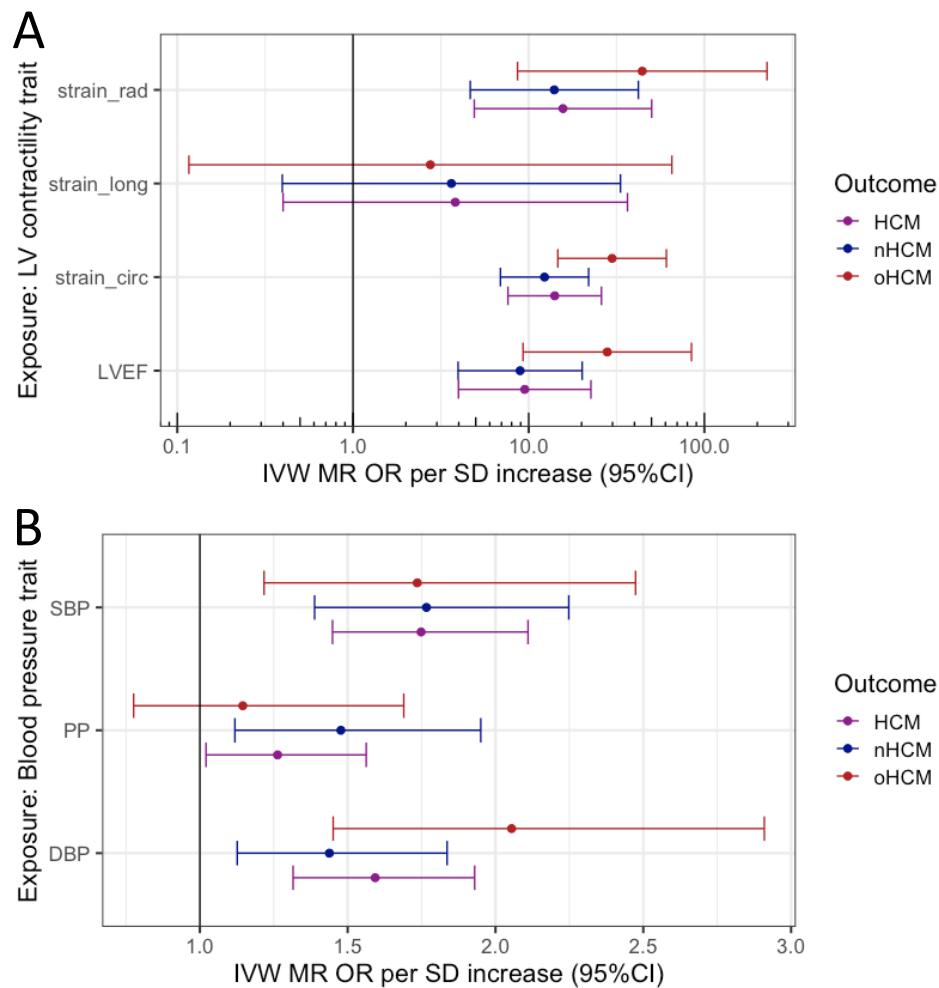 A
Exposure: LV contractility trait
strain_rad
strain_long
strain_circ
LVEF
0.1 1.0 10.0 100.0
IVW MR OR per SD increase (95%CI)
Outcome
HCM
nHCM
oHCM
B
Exposure: Blood pressure trait
SBP
PP
DBP
1.0 1.5 2.0 2.5 3.0
IVW MR OR per SD increase (95%CI)
Outcome
HCM
nHCM
oHCM